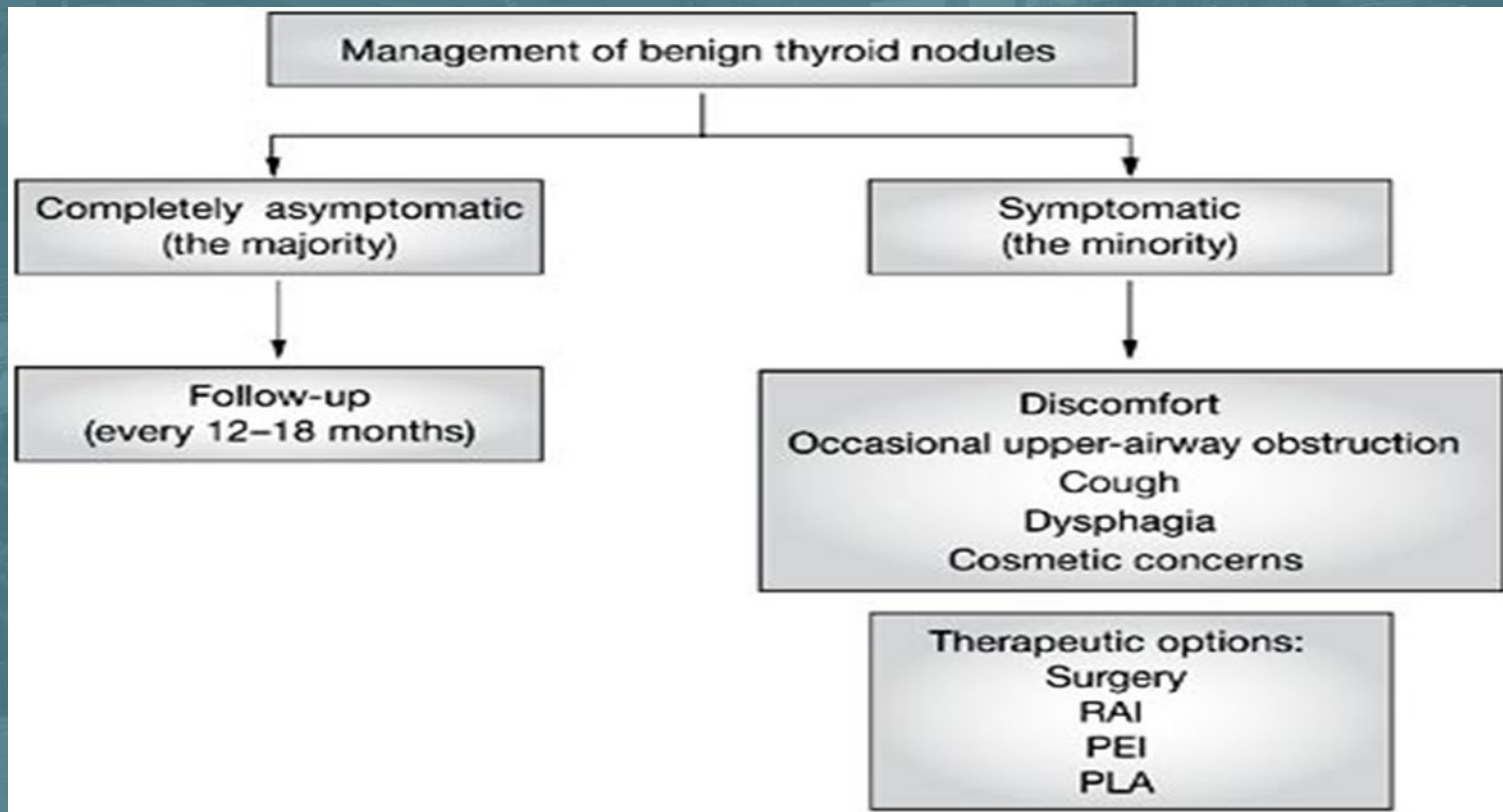 Management of benign thyroid nodules
Completely asymptomatic
(the majority)
Follow-up
(every 12–18 months)
Symptomatic
(the minority)
Discomfort
Occasional upper-airway obstruction
Cough
Dysphagia
Cosmetic concerns
Therapeutic options:
Surgery
RAI
PEI
PLA